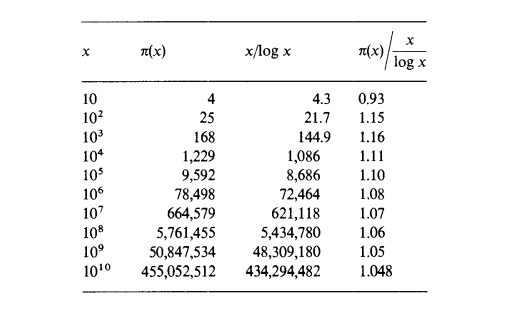 x π(x) x/log x π(x) / x/log x
10 4 4.3 0.93
10² 25 21.7 1.15
10³ 168 144.9 1.16
10⁴ 1,229 1,086 1.11
10⁵ 9,592 8,686 1.10
10⁶ 78,498 72,464 1.08
10⁷ 664,579 621,118 1.07
10⁸ 5,761,455 5,434,780 1.06
10⁹ 50,847,534 48,309,180 1.05
10¹⁰ 455,052,512 434,294,482 1.048